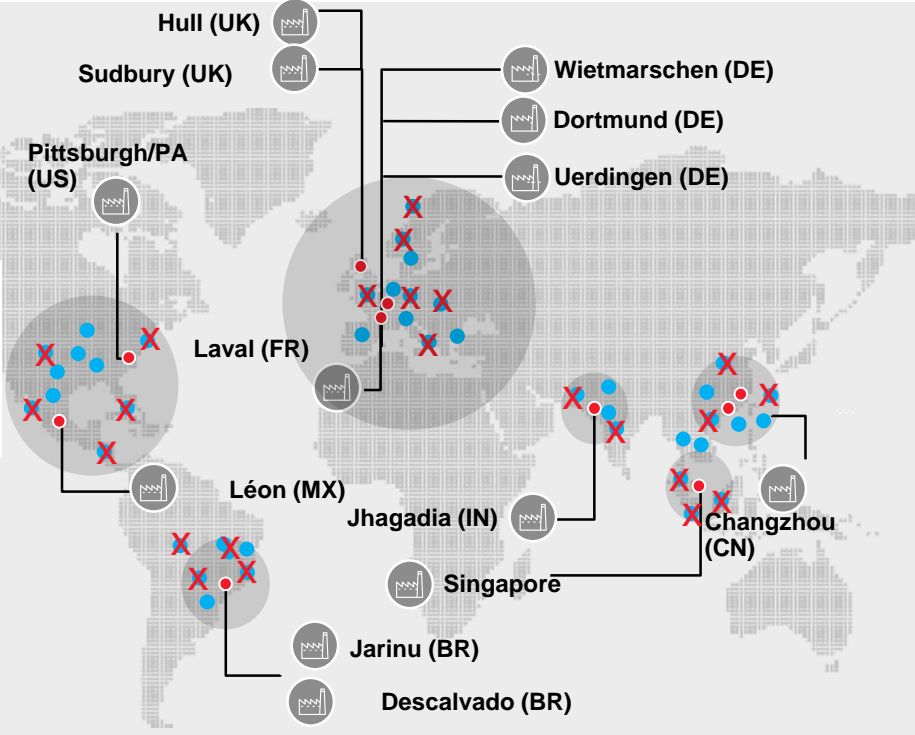 Hull (UK)
Sudbury (UK)
Wietmarschen (DE)
Dortmund (DE)
Pittsburgh/PA
(US)
Uerdingen (DE)
Laval (FR)
Léon (MX)
Jhagadia (IN)
Changzhou
(CN)
Singapore
Jarinu (BR)
Descalvado (BR)